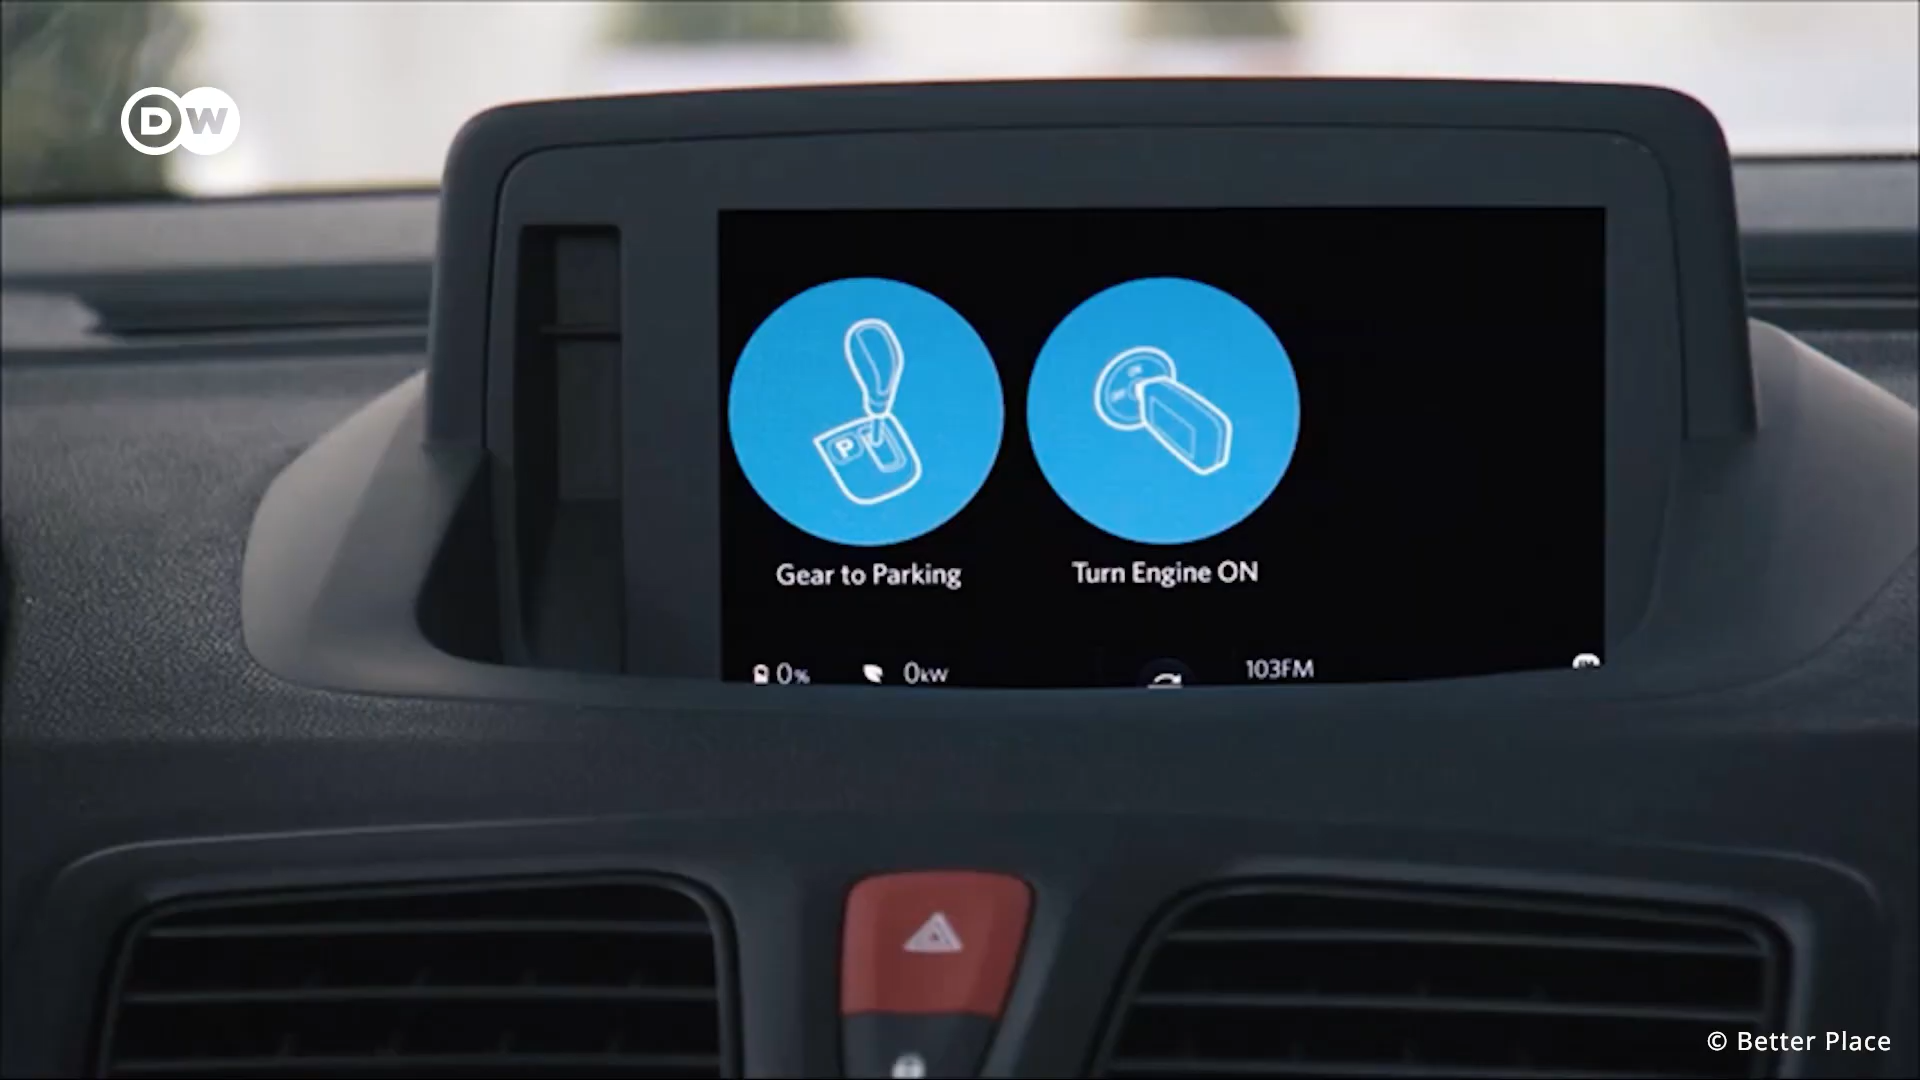 DW
P
Gear to Parking
Turn Engine ON
0%
0kW
103FM
© Better Place